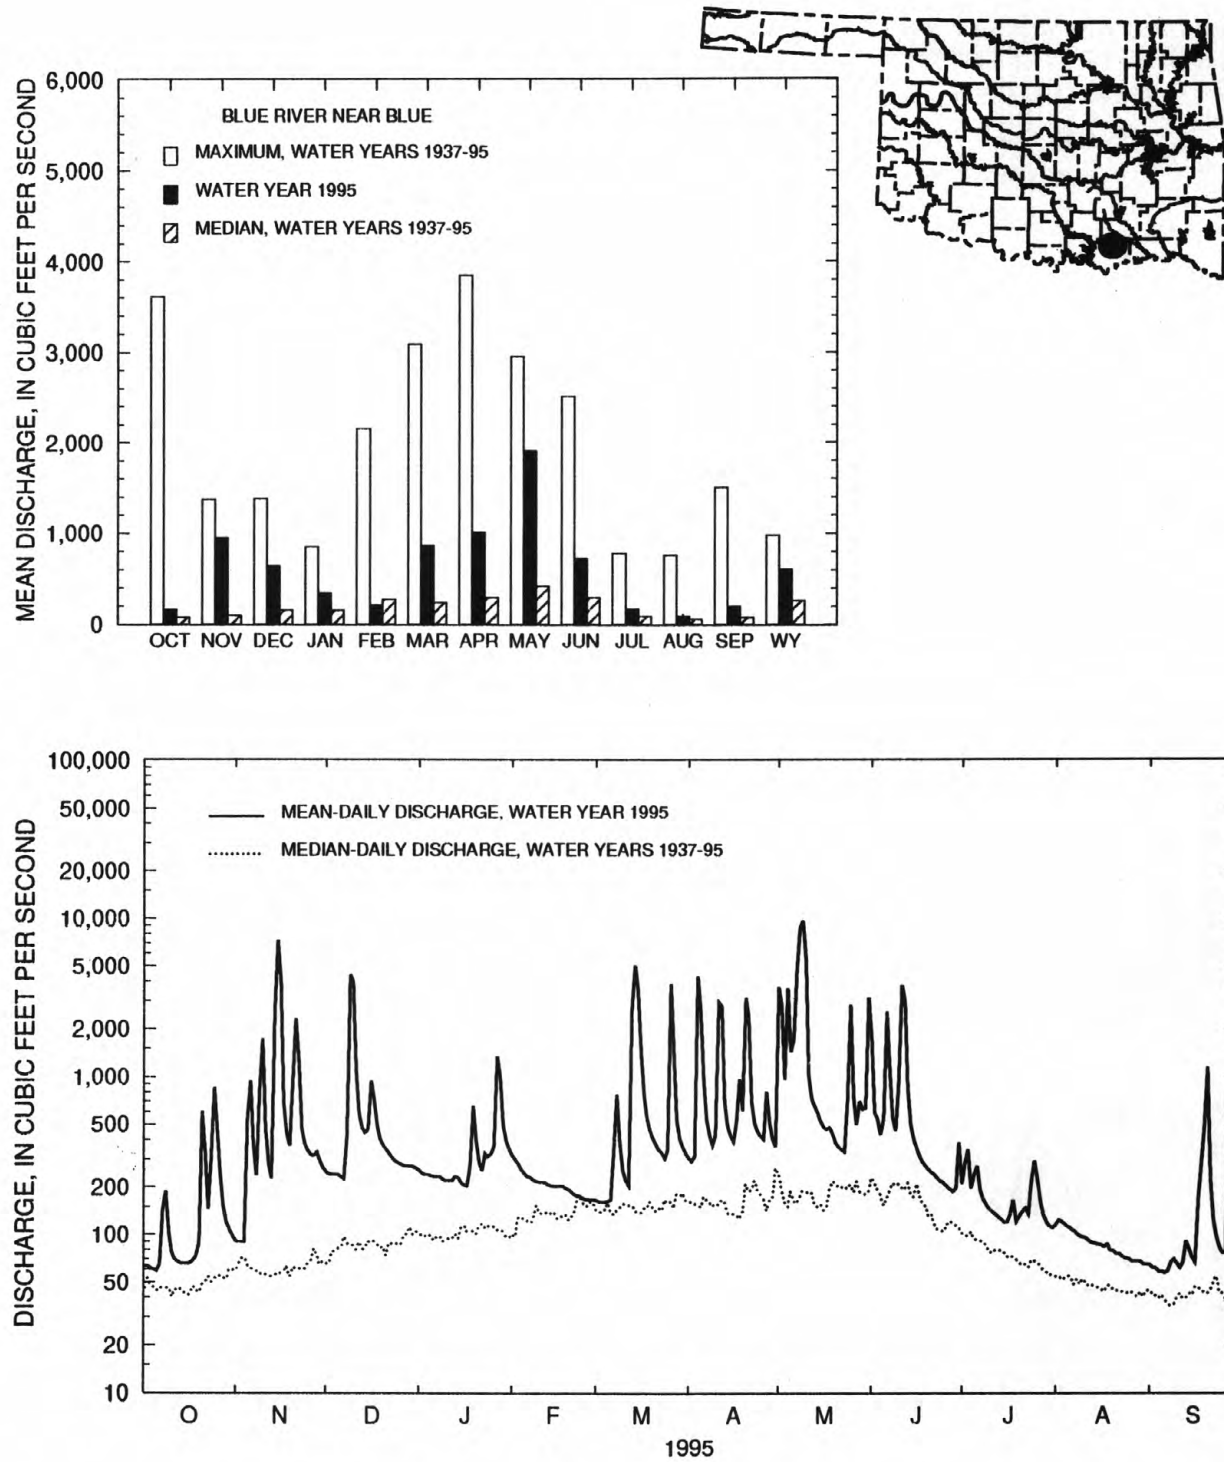 6,000
5,000
4,000
3,000
2,000
1,000
0
MEAN DISCHARGE, IN CUBIC FEET PER SECOND
BLUE RIVER NEAR BLUE
MAXIMUM, WATER YEARS 1937-95
WATER YEAR 1995
MEDIAN, WATER YEARS 1937-95
OCT NOV DEC JAN FEB MAR APR MAY JUN JUL AUG SEP WY
100,000
50,000
20,000
10,000
5,000
2,000
1,000
500
200
100
50
20
10
DISCHARGE, IN CUBIC FEET PER SECOND
MEAN-DAILY DISCHARGE, WATER YEAR 1995
MEDIAN-DAILY DISCHARGE, WATER YEARS 1937-95
O N D J F M A M J J A S
1995